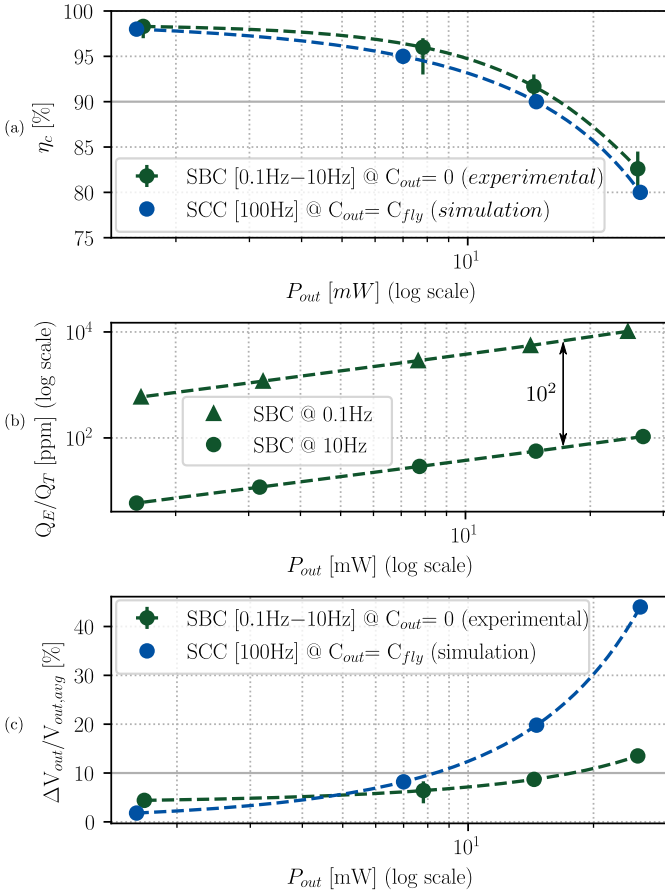 100
95
90
85
80
75
(a)
η_c [%]
SBC [0.1Hz−10Hz] @ C_out= 0 (experimental)
SCC [100Hz] @ C_out= C_fly (simulation)
10^1
P_out [mW] (log scale)
10^4
10^2
(b)
Q_E/Q_T [ppm] (log scale)
SBC @ 0.1Hz
SBC @ 10Hz
10^2
10^1
P_out [mW] (log scale)
40
30
20
10
0
(c)
ΔV_out/V_out,avg [%]
SBC [0.1Hz−10Hz] @ C_out= 0 (experimental)
SCC [100Hz] @ C_out= C_fly (simulation)
10^1
P_out [mW] (log scale)